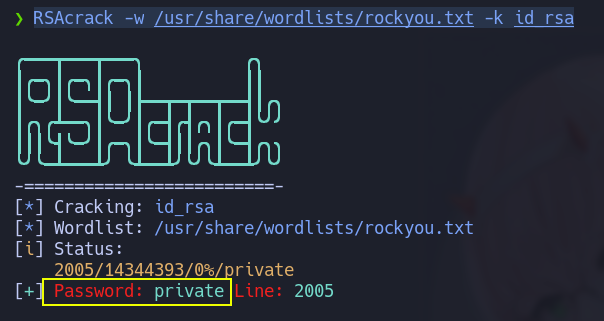 ❯ RSAcrack -w /usr/share/wordlists/rockyou.txt -k id_rsa
RSAcrack
-=========================-
[*] Cracking: id_rsa
[*] Wordlist: /usr/share/wordlists/rockyou.txt
[i] Status:
2005/14344393/0%/private
[+] Password: private Line: 2005